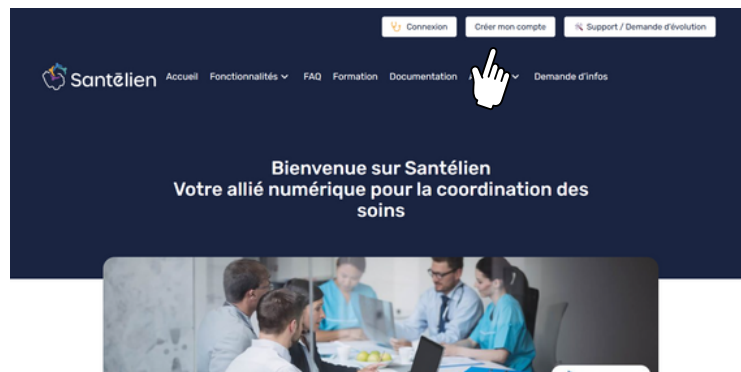 Connexion Créer mon compte Support / Demande d'évolution
Santélien Accueil Fonctionnalités FAQ Formation Documentation Demande d'infos
Bienvenue sur Santélien
Votre allié numérique pour la coordination des
soins